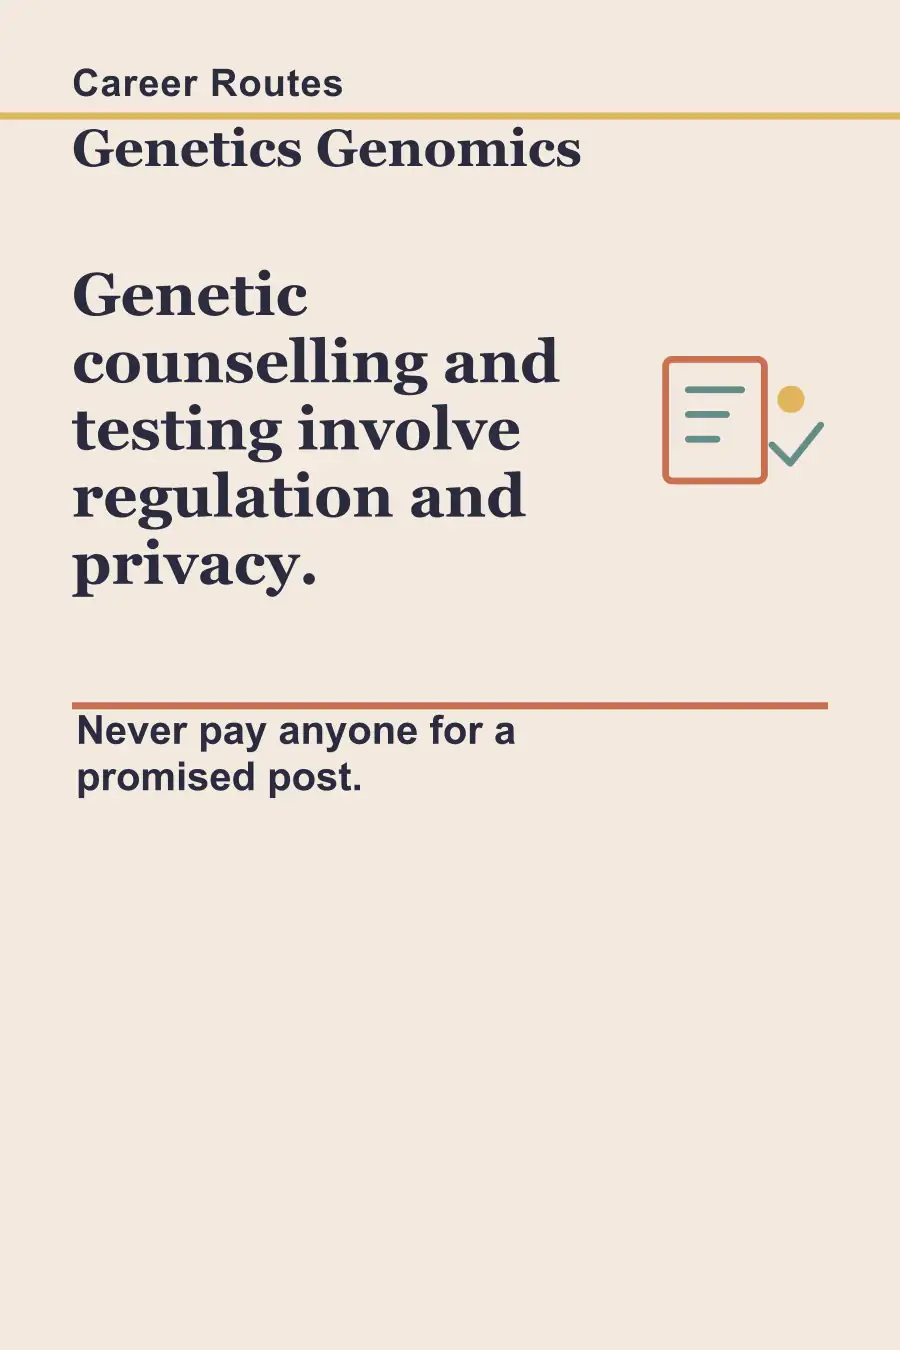 Career Routes
Genetics Genomics
Genetic
counselling and
testing involve
regulation and
privacy.
Never pay anyone for a
promised post.